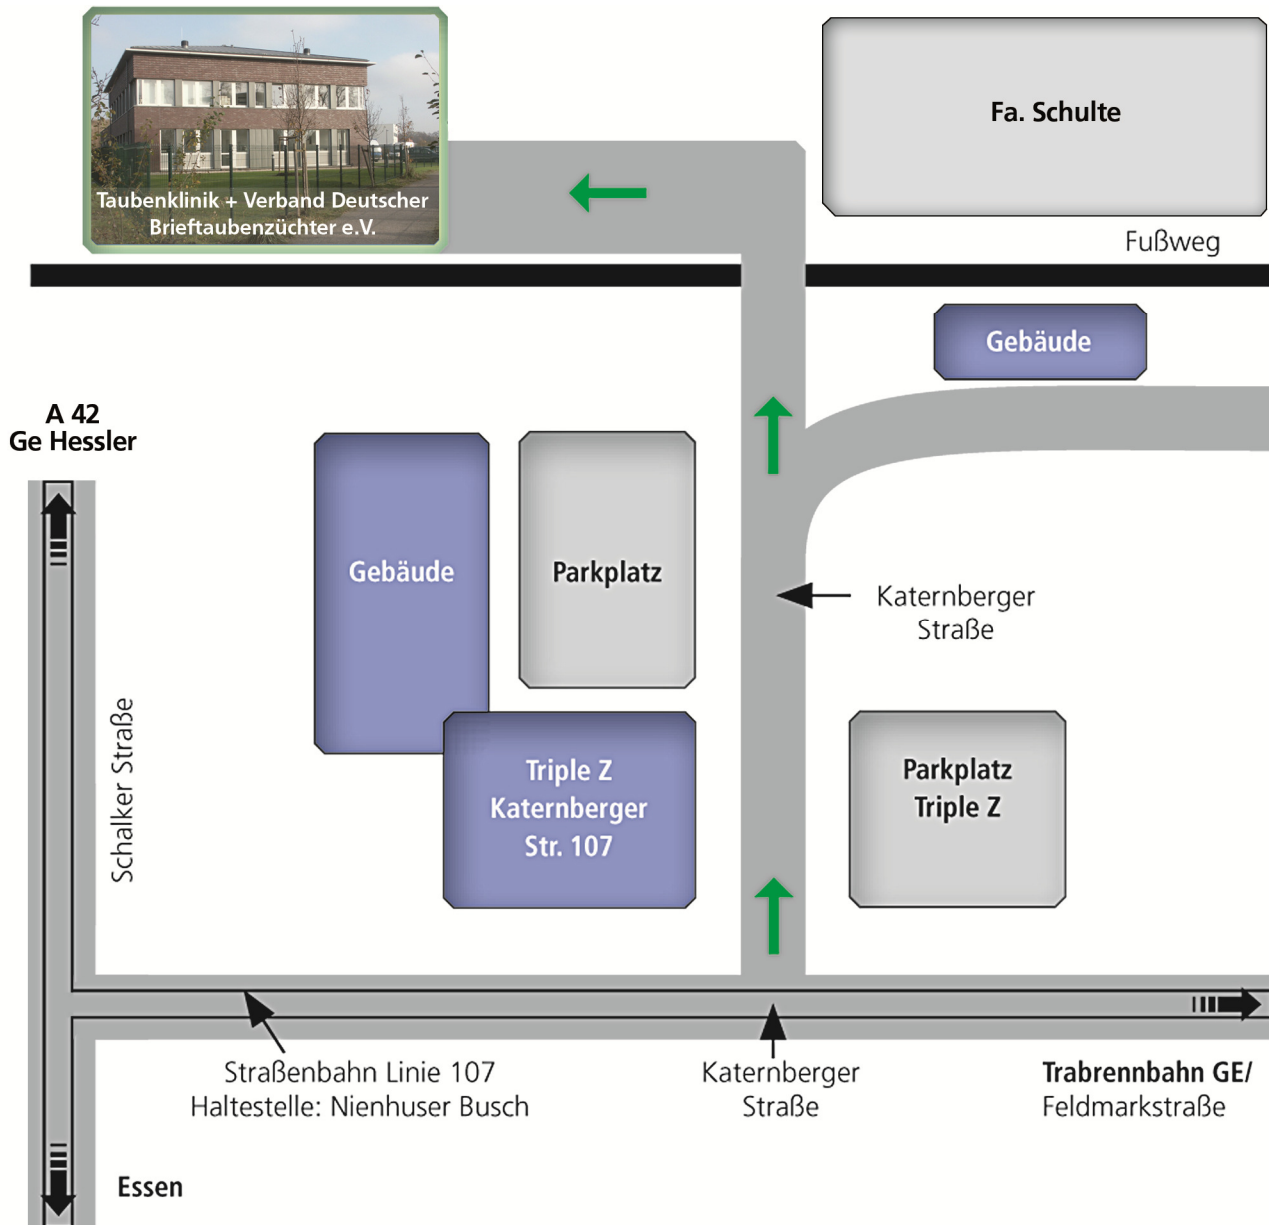 Taubenklinik + Verband Deutscher
Brieftaubenzüchter e.V.
Fa. Schulte
Fußweg
Gebäude
A 42
Ge Hessler
Gebäude
Parkplatz
Katernberger
Straße
Schalker Straße
Triple Z
Katernberger
Str. 107
Parkplatz
Triple Z
Straßenbahn Linie 107
Haltestelle: Nienhuser Busch
Katernberger
Straße
Trabrennbahn GE/
Feldmarkstraße
Essen